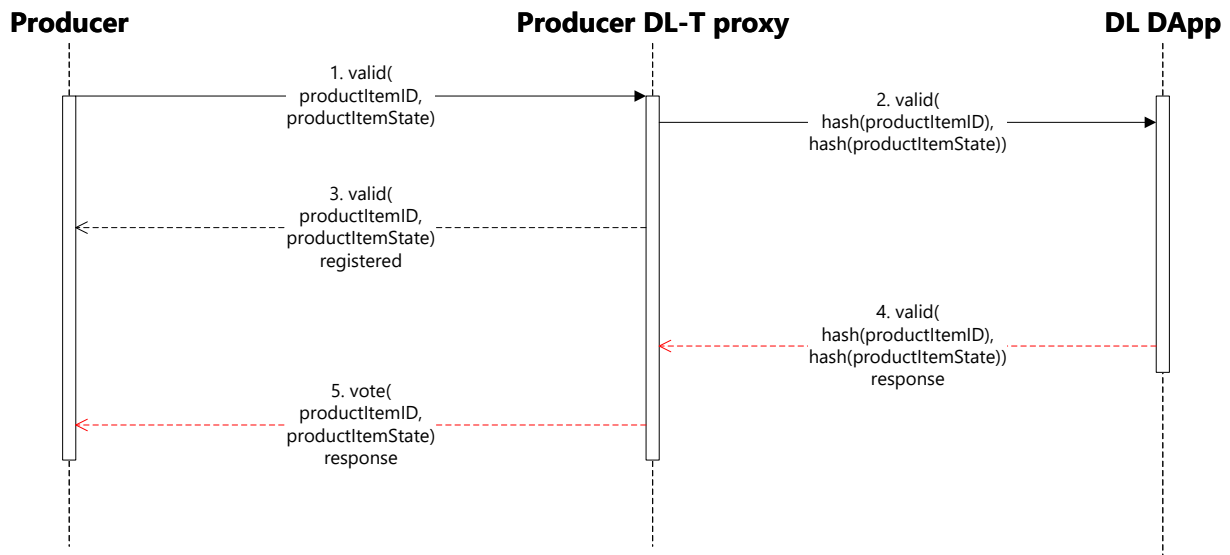 Producer
Producer DL-T proxy
DL DApp
1. valid(
productItemID,
productItemState)
2. valid(
hash(productItemID),
hash(productItemState))
3. valid(
productItemID,
productItemState)
registered
4. valid(
hash(productItemID),
hash(productItemState))
response
5. vote(
productItemID,
productItemState)
response